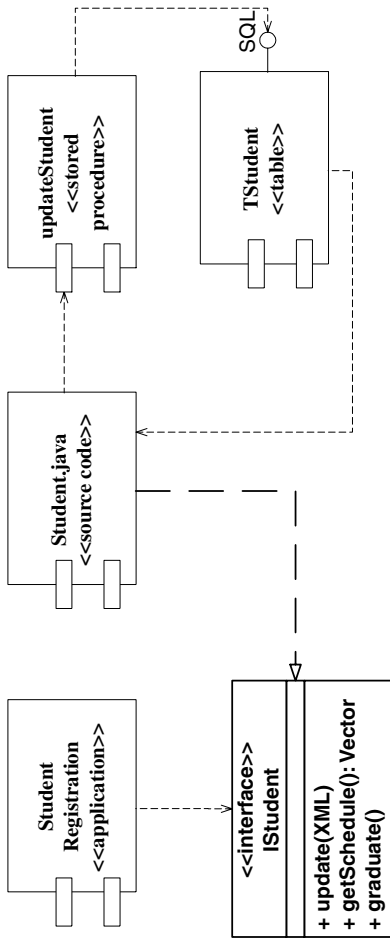 Student
Registration
<<application>>
Student.java
<<source code>>
updateStudent
<<stored
procedure>>
<<interface>>
IStudent
+ update(XML)
+ getSchedule(): Vector
+ graduate()
TStudent
<<table>>
SQL